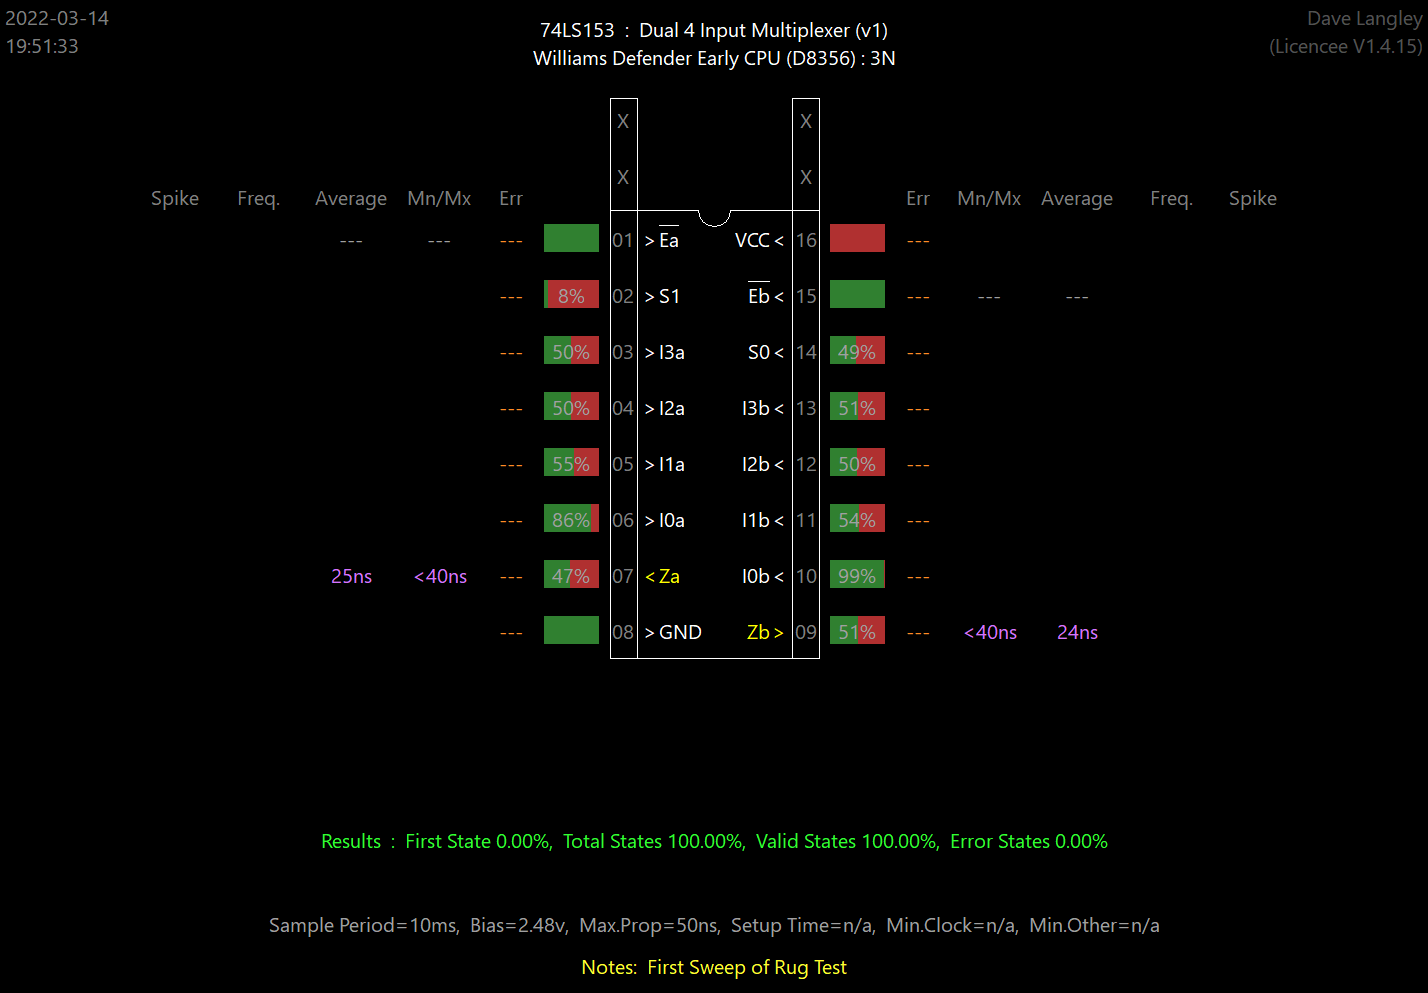 2022-03-14
19:51:33
74LS153 : Dual 4 Input Multiplexer (v1)
Williams Defender Early CPU (D8356) : 3N
Dave Langley
(Licencee V1.4.15)
X X
X X
Spike Freq. Average Mn/Mx Err Err Mn/Mx Average Freq. Spike
--- --- --- 01 > Ea VCC < 16 ---
--- 8% 02 > S1 Eb < 15 --- --- ---
--- 50% 03 > I3a S0 < 14 49% ---
--- 50% 04 > I2a I3b < 13 51% ---
--- 55% 05 > I1a I2b < 12 50% ---
--- 86% 06 > I0a I1b < 11 54% ---
25ns <40ns --- 47% 07 < Za I0b < 10 99% ---
--- 08 > GND Zb > 09 51% --- <40ns 24ns
Results : First State 0.00%, Total States 100.00%, Valid States 100.00%, Error States 0.00%
Sample Period=10ms, Bias=2.48v, Max.Prop=50ns, Setup Time=n/a, Min.Clock=n/a, Min.Other=n/a
Notes: First Sweep of Rug Test